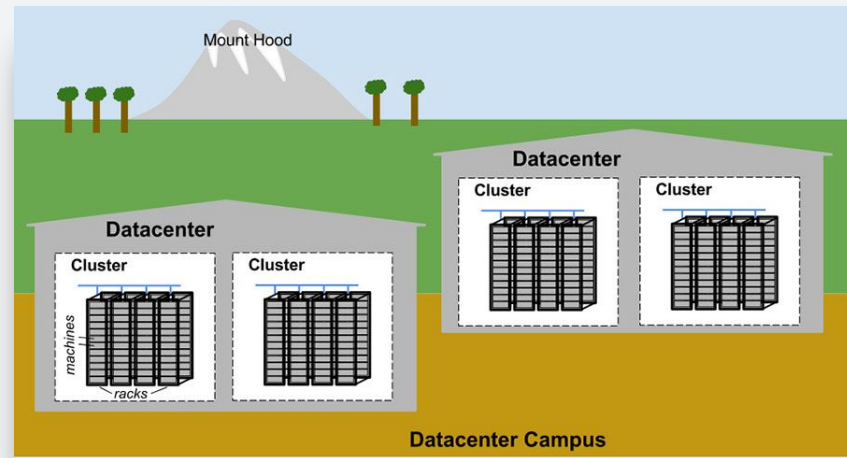 Mount Hood
Datacenter
Cluster
Cluster
Datacenter
Cluster
Cluster
machines
racks
Datacenter Campus